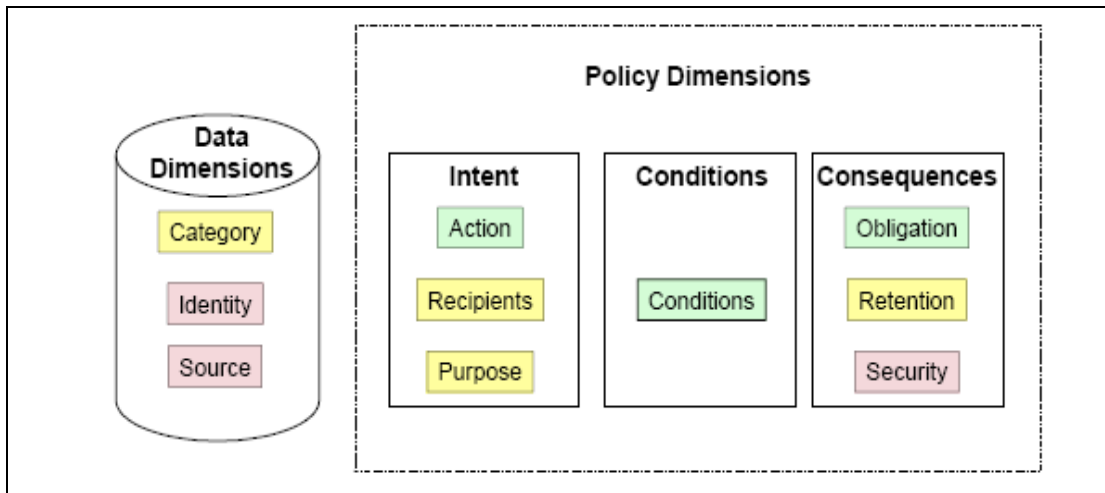 Policy Dimensions
Data
Dimensions
Category
Identity
Source
Intent
Action
Recipients
Purpose
Conditions
Conditions
Consequences
Obligation
Retention
Security